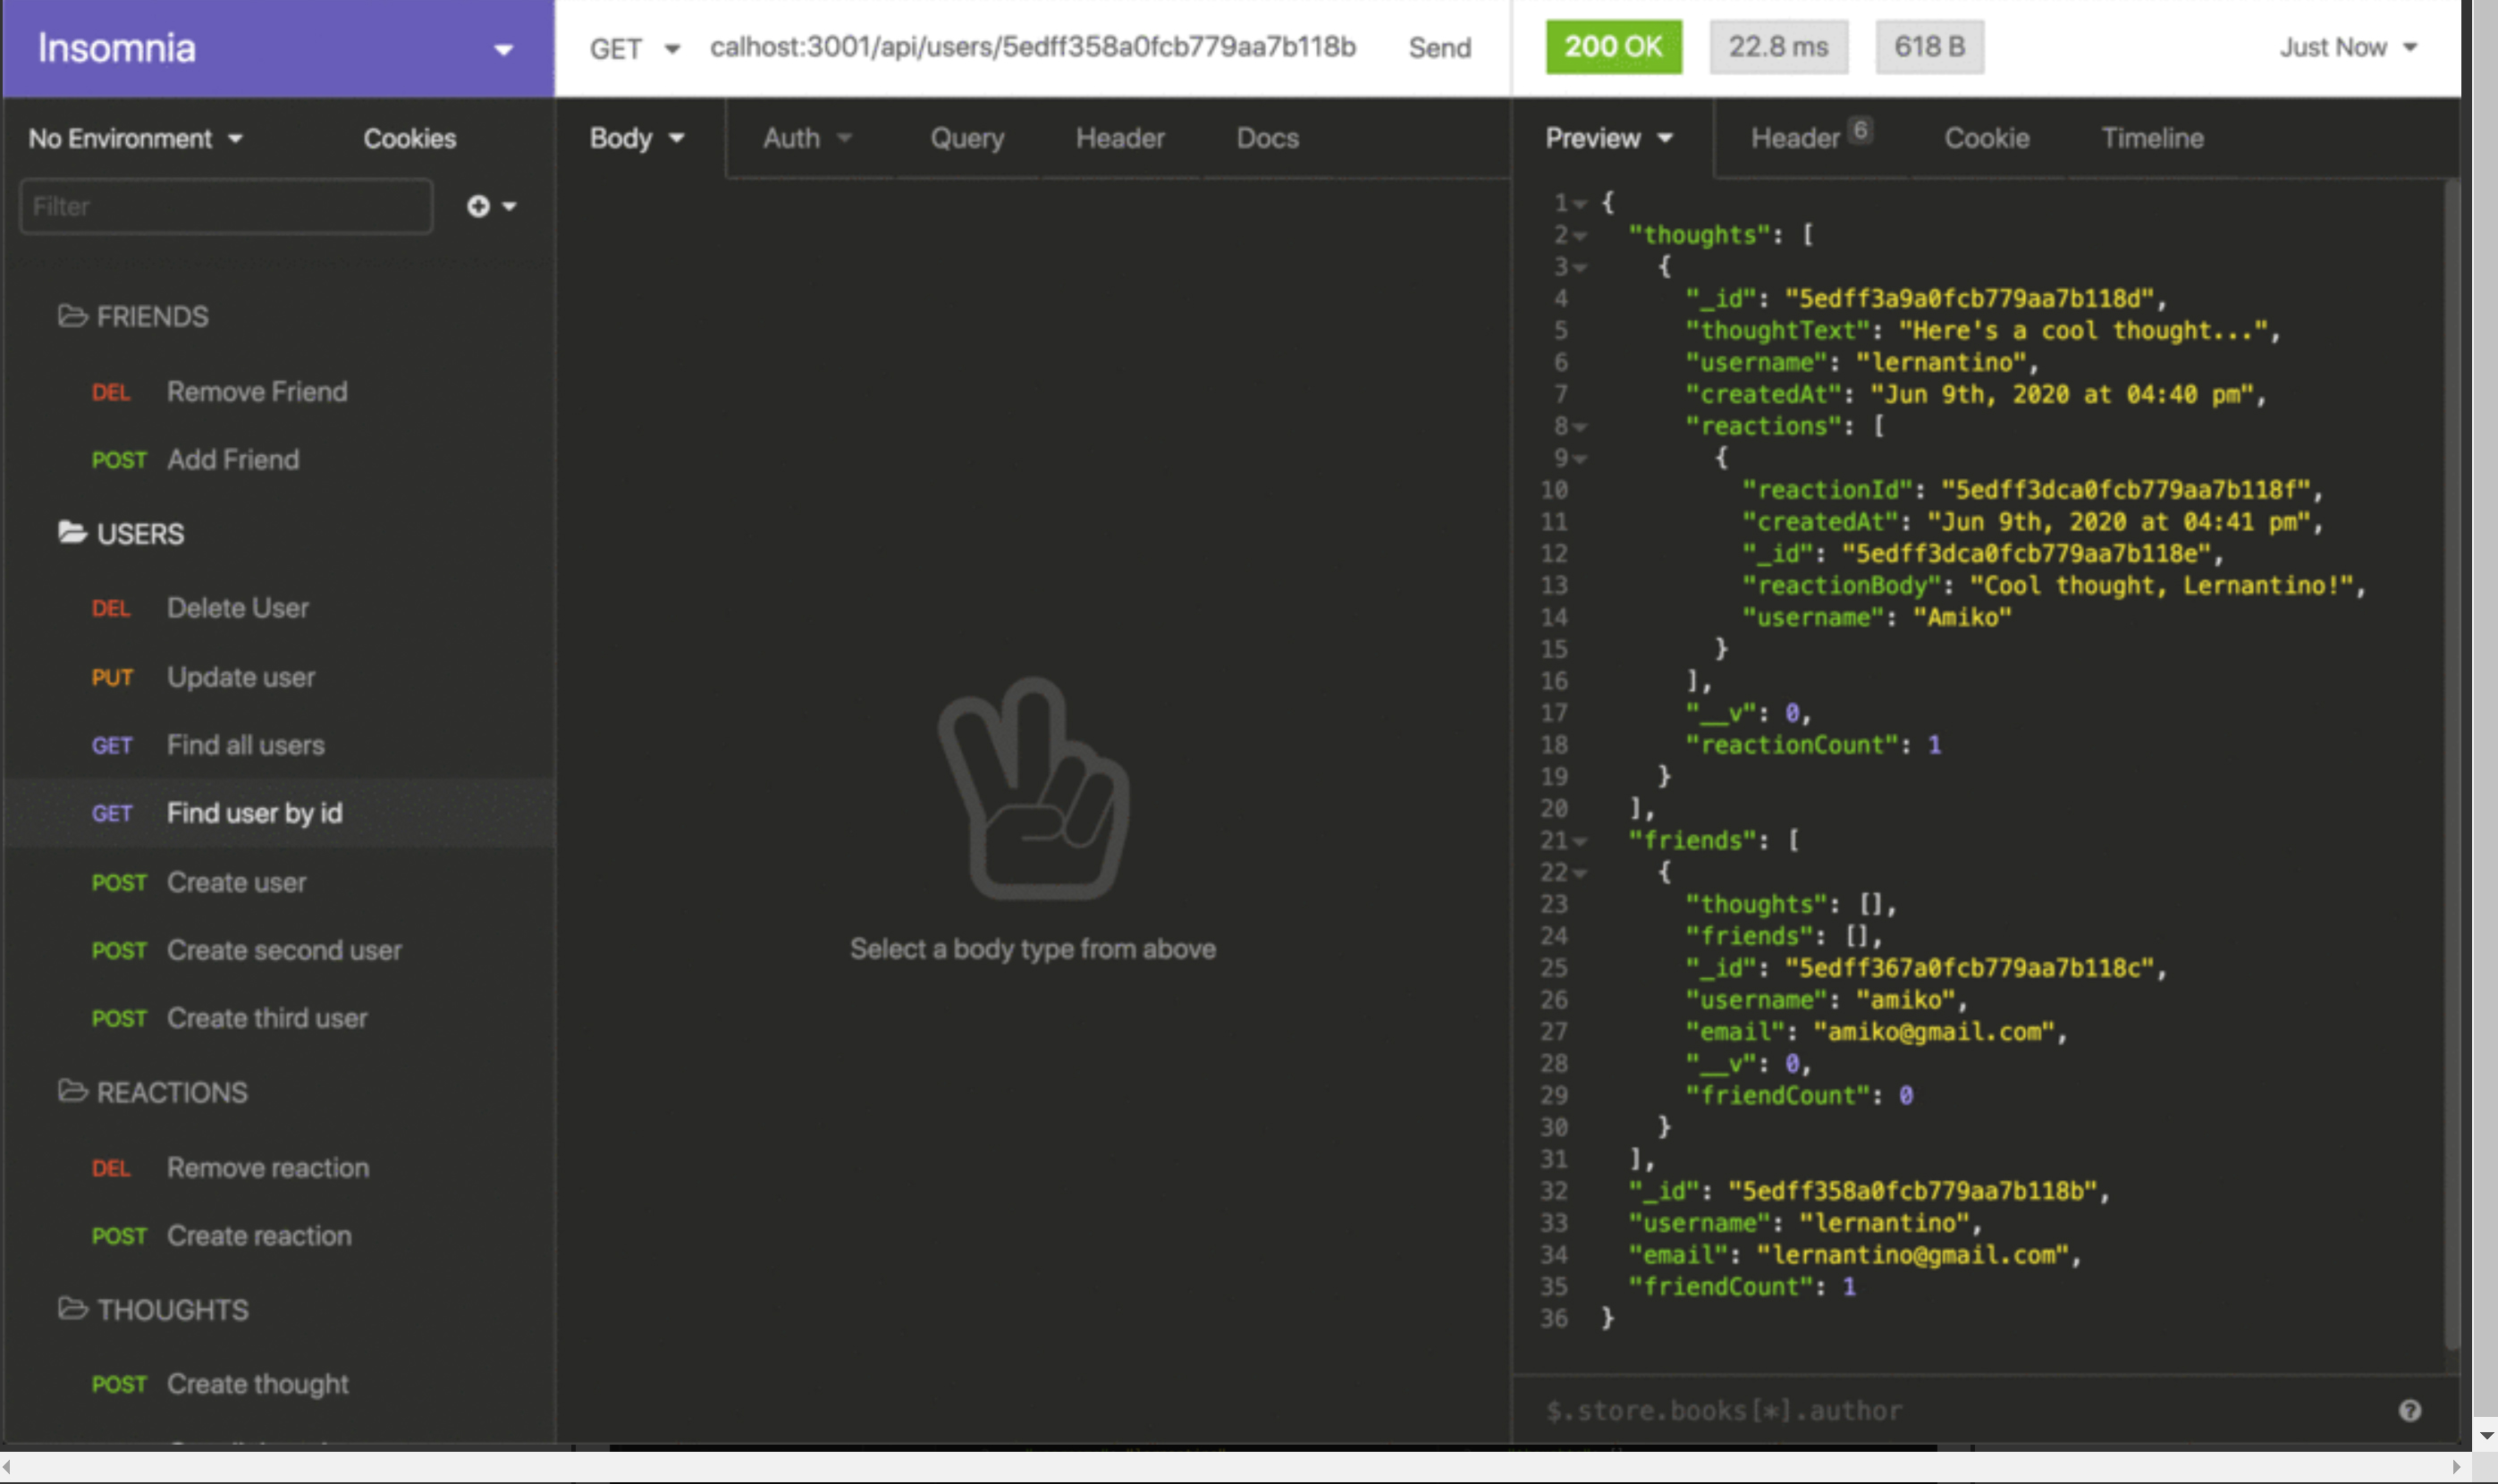 Insomnia
GET calhost:3001/api/users/5edff358a0fcb779aa7b118b Send
200 OK 22.8 ms 618 B Just Now
No Environment Cookies
Filter
FRIENDS
DEL Remove Friend
POST Add Friend
USERS
DEL Delete User
PUT Update user
GET Find all users
GET Find user by id
POST Create user
POST Create second user
POST Create third user
REACTIONS
DEL Remove reaction
POST Create reaction
THOUGHTS
POST Create thought
Body Auth Query Header Docs
Select a body type from above
Preview Header 6 Cookie Timeline
1 {
2 "thoughts": [
3 {
4 "_id": "5edff3a9a0fcb779aa7b118d",
5 "thoughtText": "Here's a cool thought...",
6 "username": "lernantino",
7 "createdAt": "Jun 9th, 2020 at 04:40 pm",
8 "reactions": [
9 {
10 "reactionId": "5edff3dca0fcb779aa7b118f",
11 "createdAt": "Jun 9th, 2020 at 04:41 pm",
12 "_id": "5edff3dca0fcb779aa7b118e",
13 "reactionBody": "Cool thought, Lernantino!",
14 "username": "Amiko"
15 }
16 ],
17 "__v": 0,
18 "reactionCount": 1
19 }
20 ],
21 "friends": [
22 {
23 "thoughts": [],
24 "friends": [],
25 "_id": "5edff367a0fcb779aa7b118c",
26 "username": "amiko",
27 "email": "amiko@gmail.com",
28 "__v": 0,
29 "friendCount": 0
30 }
31 ],
32 "_id": "5edff358a0fcb779aa7b118b",
33 "username": "lernantino",
34 "email": "lernantino@gmail.com",
35 "friendCount": 1
36 }
$.store.books[*].author